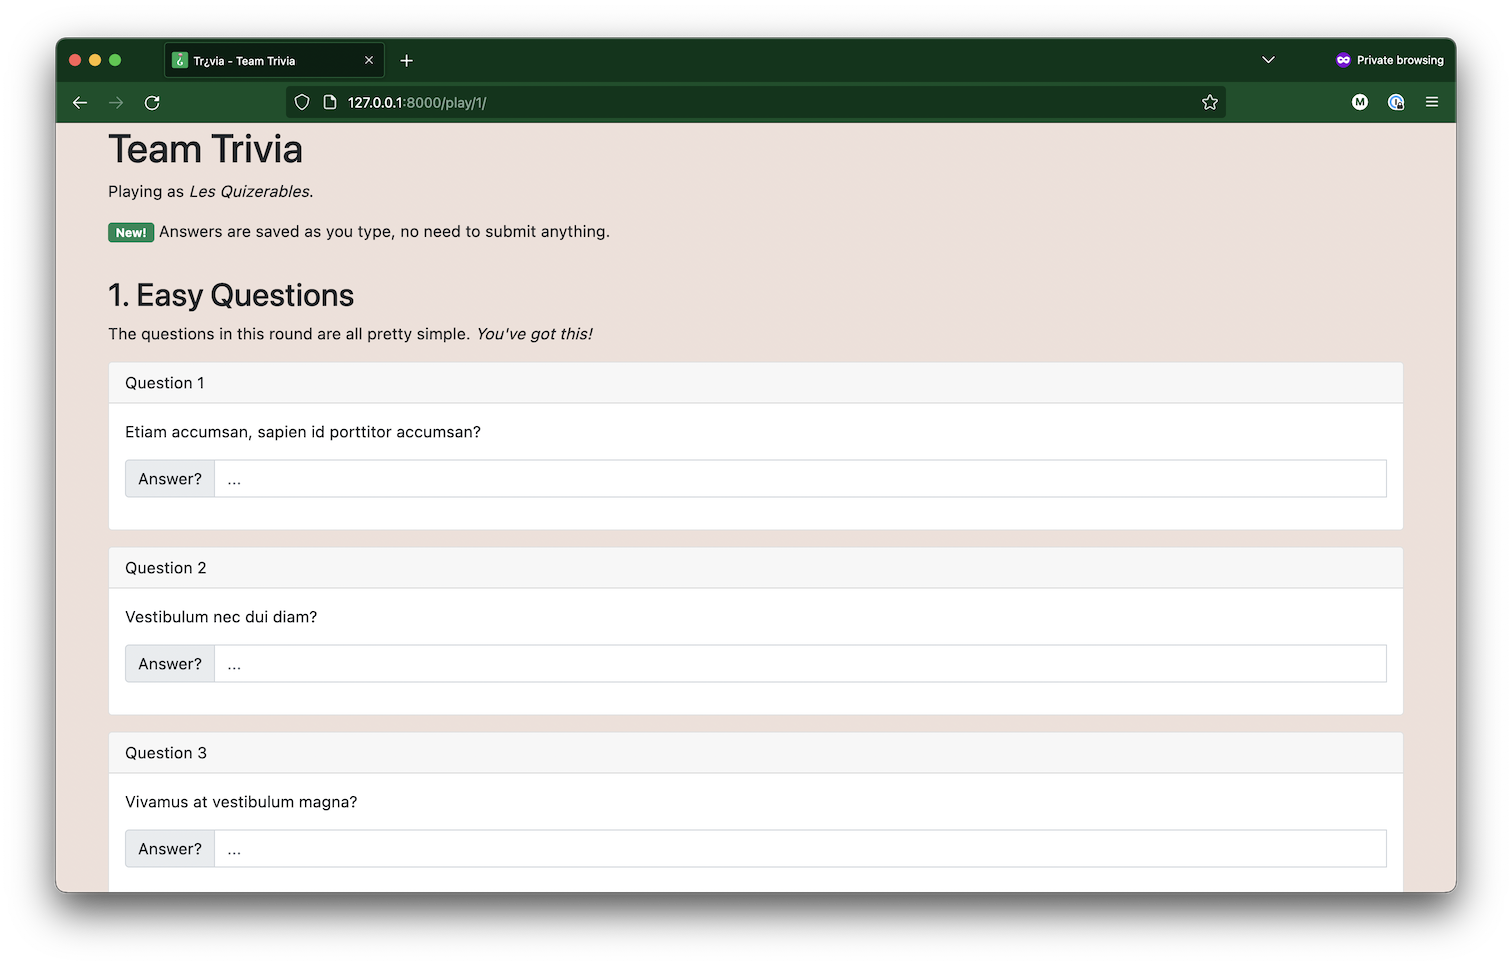 Tr¿via - Team Trivia
Private browsing
127.0.0.1:8000/play/1/
M
Team Trivia
Playing as Les Quizerables.
New! Answers are saved as you type, no need to submit anything.
1. Easy Questions
The questions in this round are all pretty simple. You've got this!
Question 1
Etiam accumsan, sapien id porttitor accumsan?
Answer? ...
Question 2
Vestibulum nec dui diam?
Answer? ...
Question 3
Vivamus at vestibulum magna?
Answer? ...